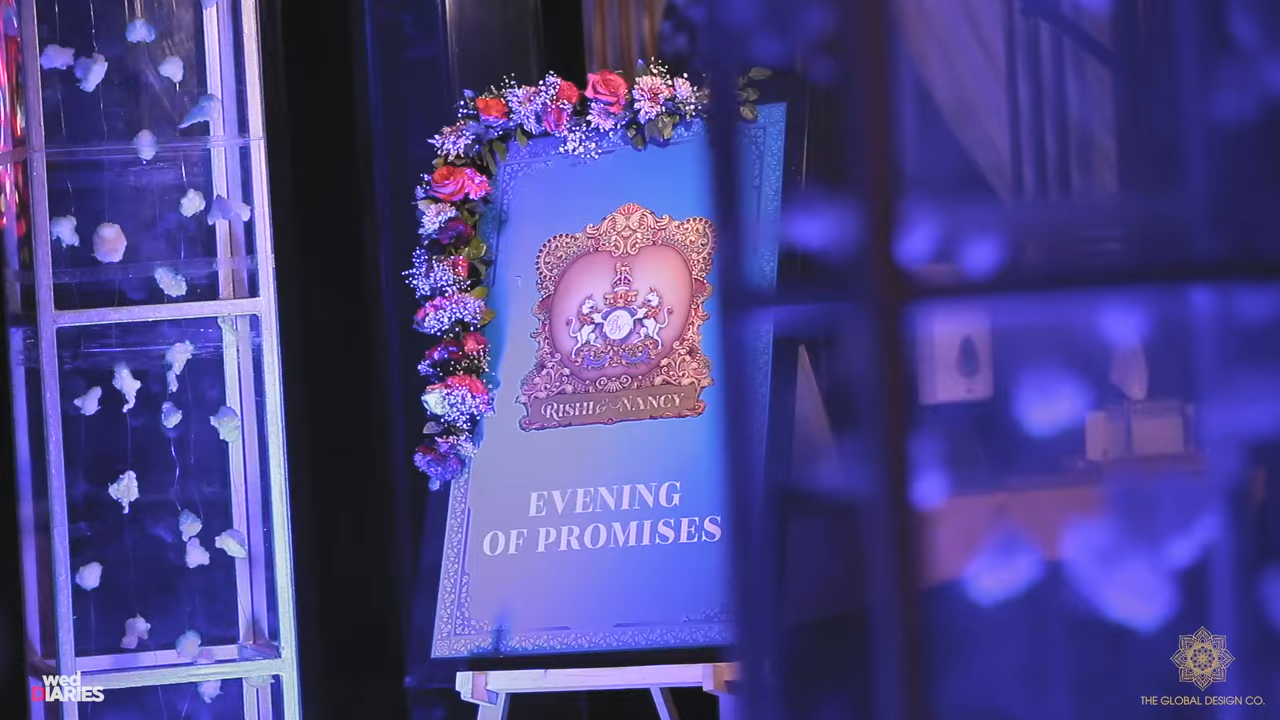 RISHI & NANCY
EVENING
OF PROMISES
wed
DIARIES
THE GLOBAL DESIGN CO.